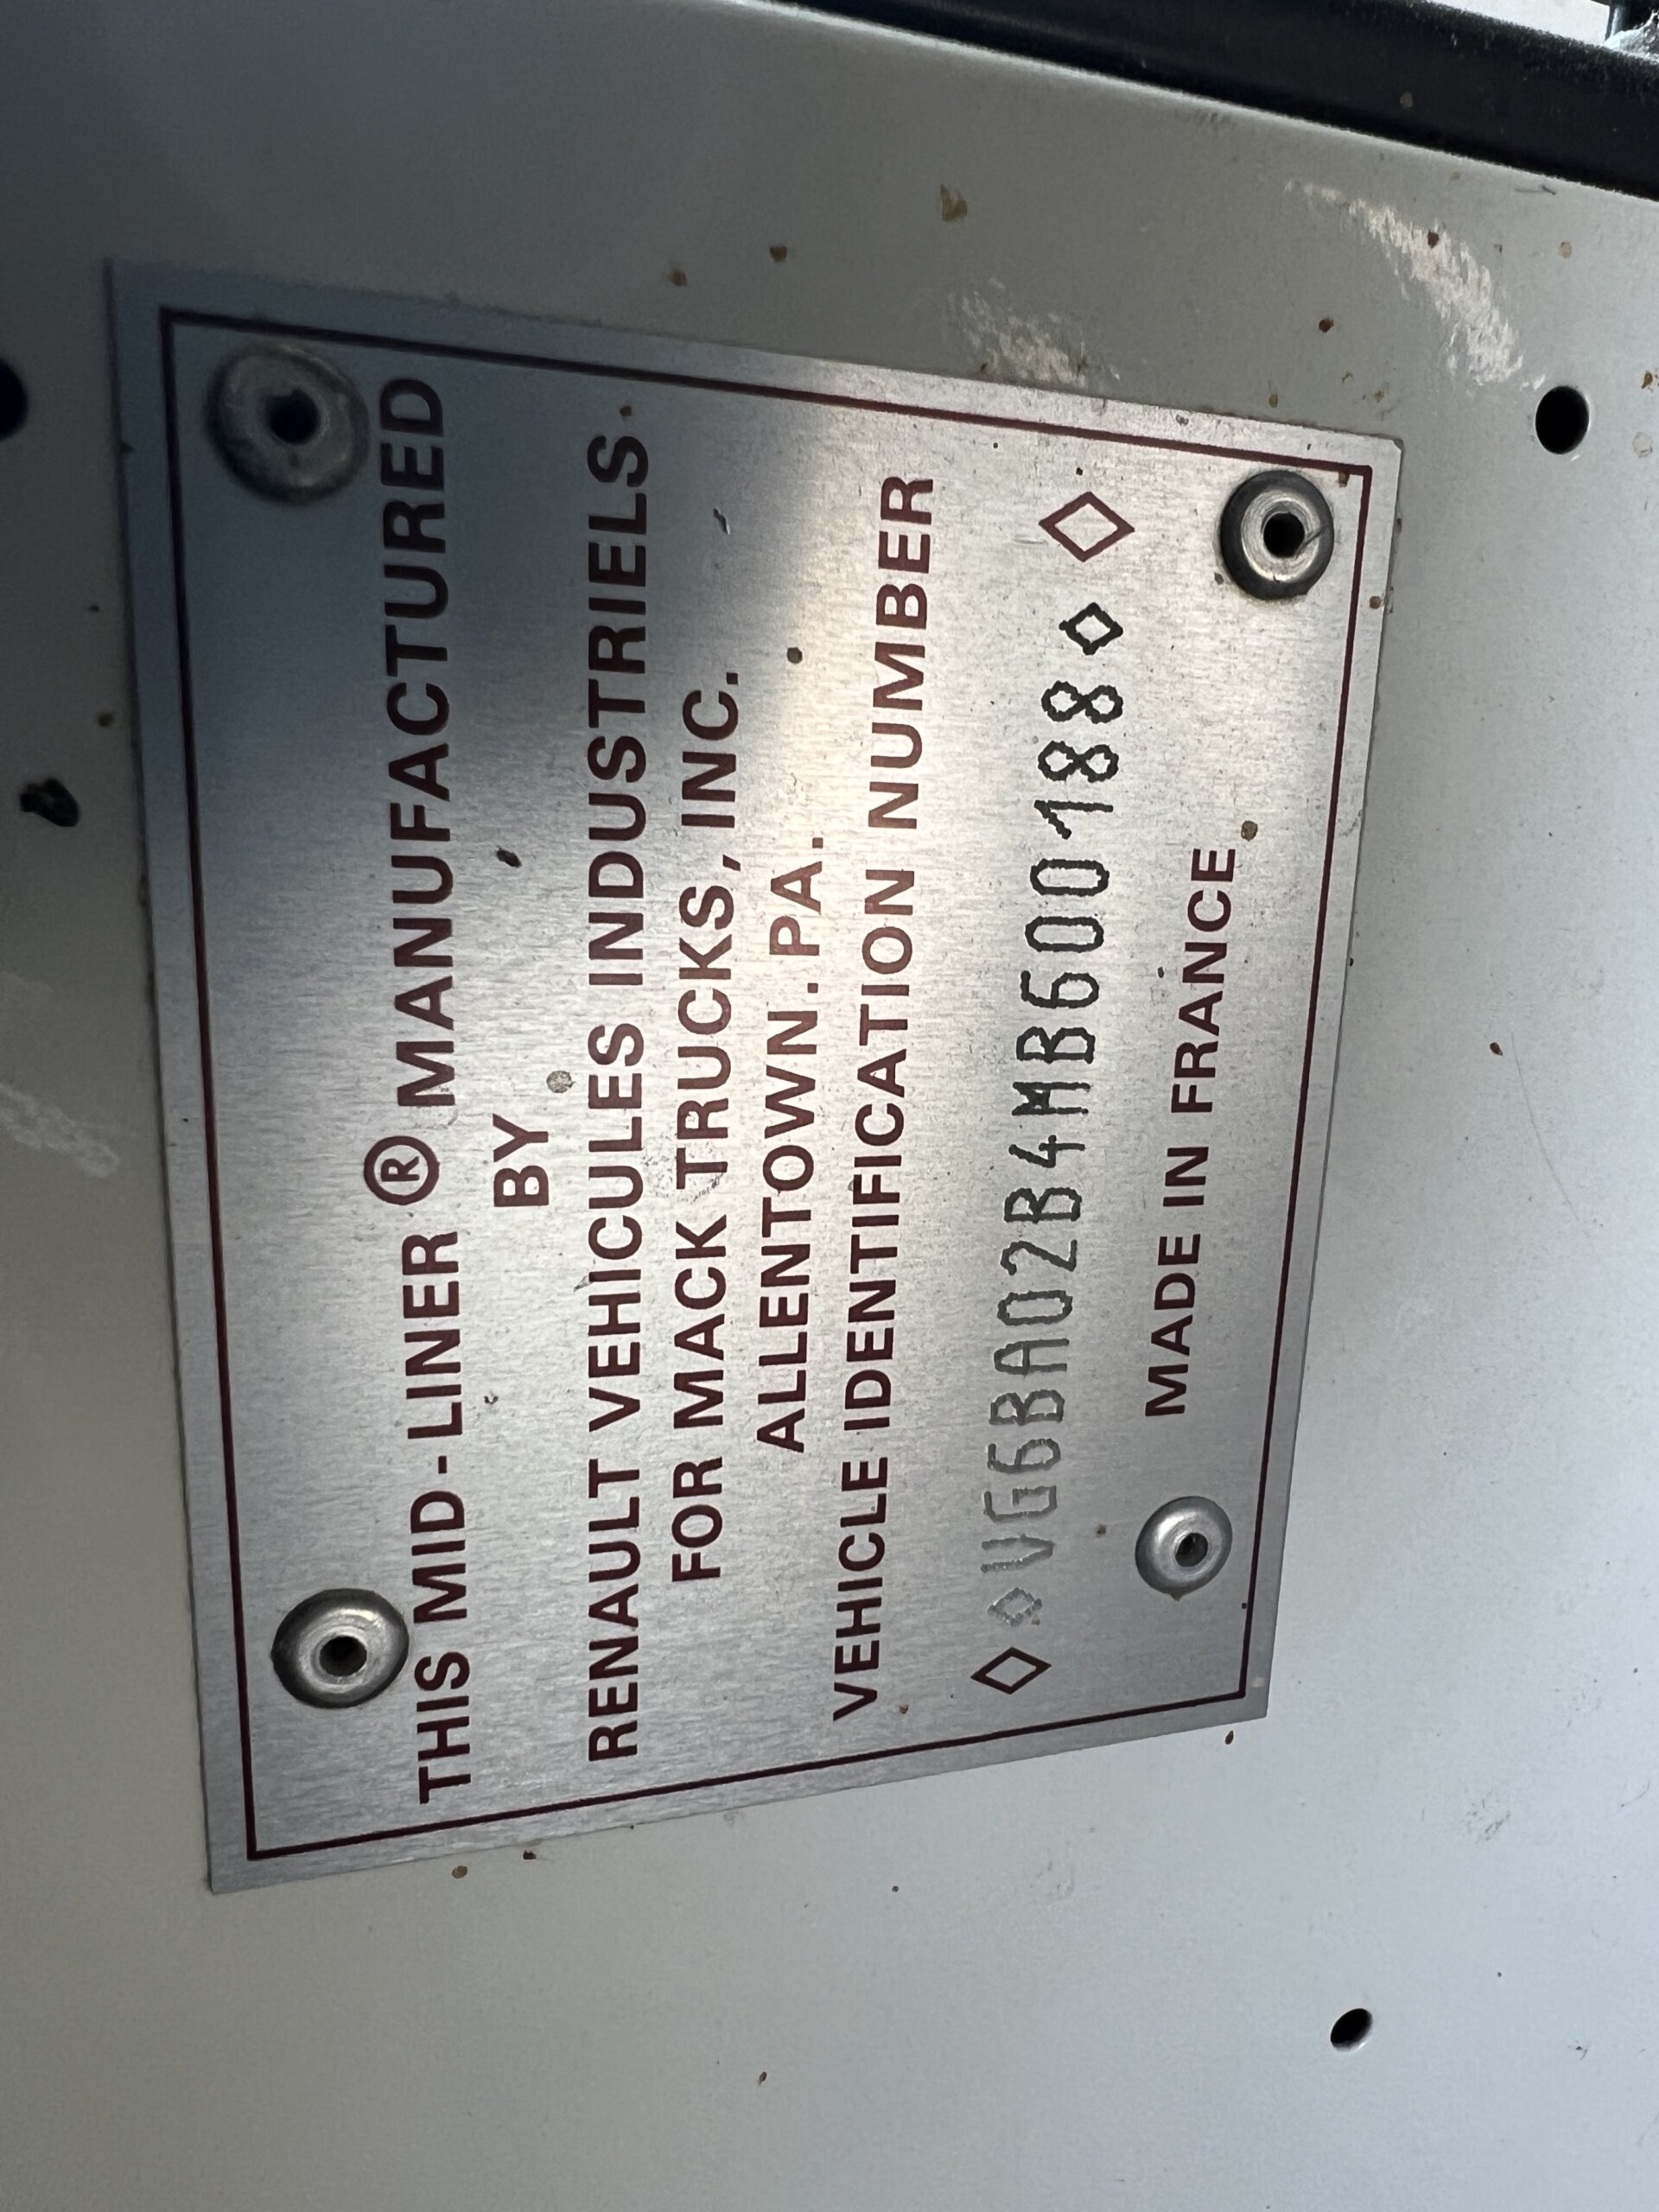 THIS MID-LINER ® MANUFACTURED
BY
RENAULT VEHICULES INDUSTRIELS
FOR MACK TRUCKS, INC.
ALLENTOWN.PA.
VEHICLE IDENTIFICATION NUMBER
◇ ◇VG6BA02B4MB600188◇ ◇
MADE IN FRANCE